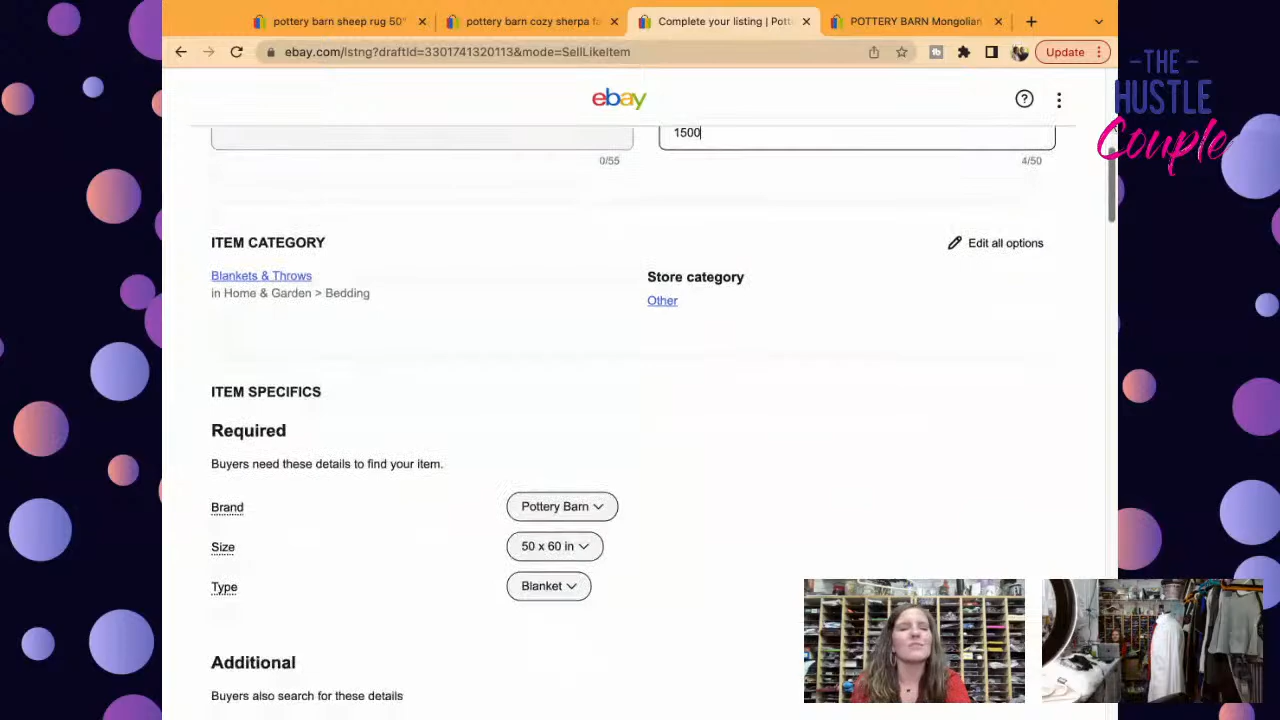 pottery barn sheep rug 50"
pottery barn cozy sherpa fa
Complete your listing | Pott
POTTERY BARN Mongolian
ebay.com/lstng?draftId=3301741320113&mode=SellLikeItem
Update
-THE-
HUSTLE
Couple
ebay
1500
0/55
4/50
ITEM CATEGORY
Edit all options
Blankets & Throws
in Home & Garden > Bedding
Store category
Other
ITEM SPECIFICS
Required
Buyers need these details to find your item.
Brand
Pottery Barn
Size
50 x 60 in
Type
Blanket
Additional
Buyers also search for these details